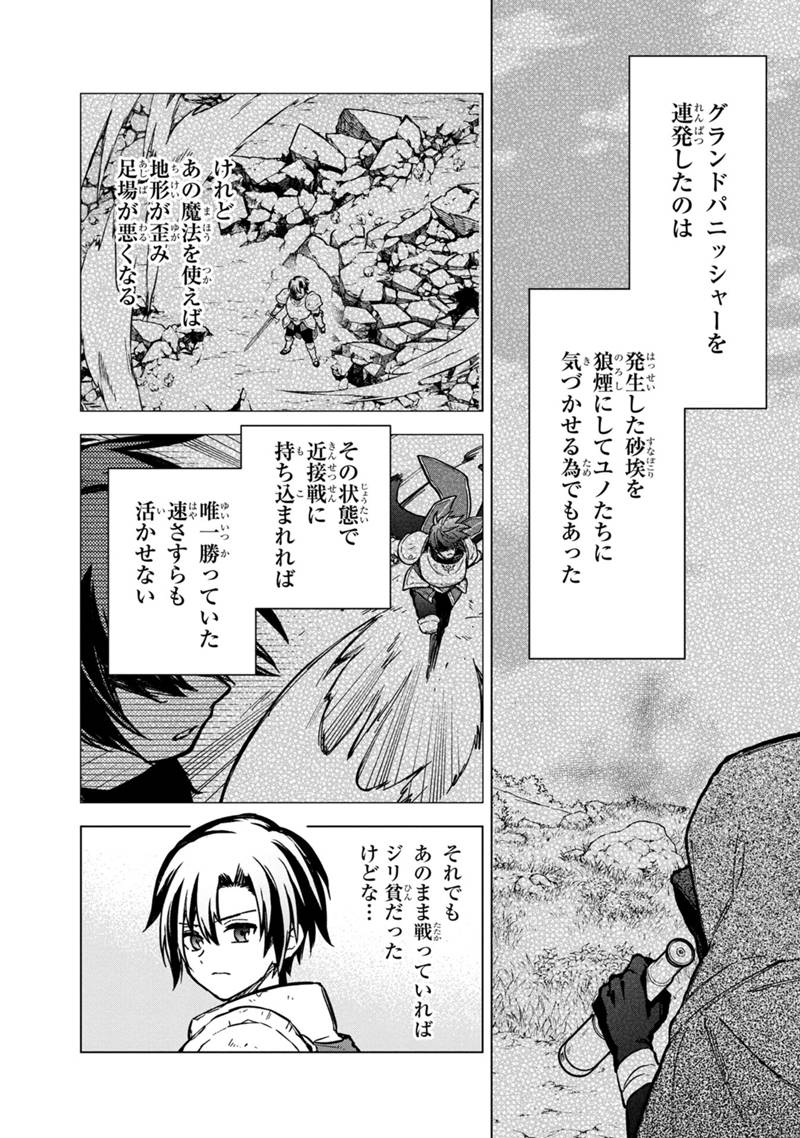 グランドパニッシャーを
連発したのは
発生した砂埃を
狼煙にしてユノたちに
気づかせる為でもあった
けれど
あの魔法を使えば
地形が歪み
足場が悪くなる
その状態で
近接戦に
持ち込まれれば
唯一勝っていた
速さすらも
活かせない
それでも
あのまま戦っていれば
ジリ貧だった
けどな…